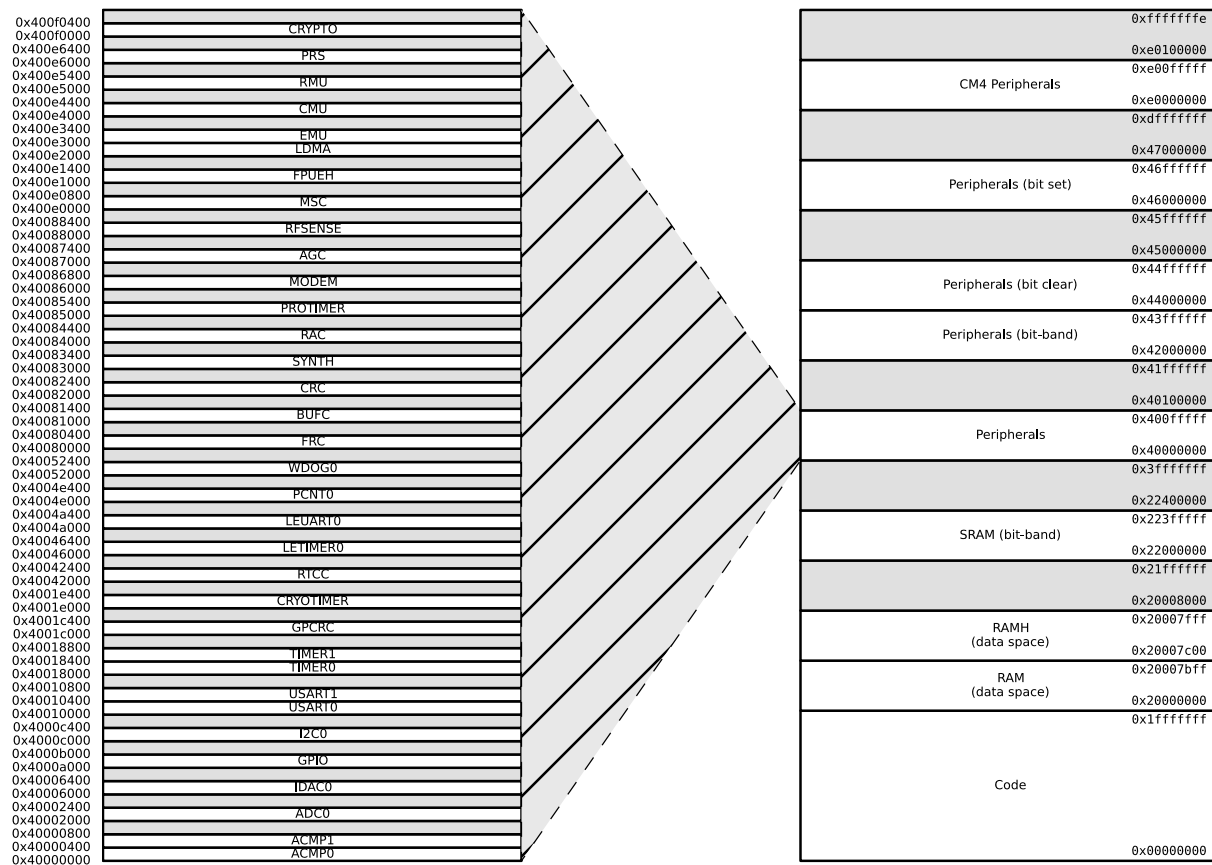 0x400f0400
CRYPTO
0x400f0000
0x400e6400
PRS
0x400e6000
0x400e5400
RMU
0x400e5000
0x400e4400
CMU
0x400e4000
0x400e3400
EMU
0x400e3000
LDMA
0x400e2000
0x400e1400
FPUEH
0x400e1000
0x400e0800
MSC
0x400e0000
0x40088400
RFSENSE
0x40088000
0x40087400
AGC
0x40087000
0x40086800
MODEM
0x40086000
0x40085400
PROTIMER
0x40085000
0x40084400
RAC
0x40084000
0x40083400
SYNTH
0x40083000
0x40082400
CRC
0x40082000
0x40081400
BUFC
0x40081000
0x40080400
FRC
0x40080000
0x40052400
WDOG0
0x40052000
0x4004e400
PCNT0
0x4004e000
0x4004a400
LEUART0
0x4004a000
0x40046400
LETIMER0
0x40046000
0x40042400
RTCC
0x40042000
0x4001e400
CRYOTIMER
0x4001e000
0x4001c400
GPCRC
0x4001c000
0x40018800
TIMER1
0x40018400
TIMER0
0x40018000
0x40010800
USART1
0x40010400
USART0
0x40010000
0x4000c400
I2C0
0x4000c000
0x4000b000
GPIO
0x4000a000
0x40006400
IDAC0
0x40006000
0x40002400
ADC0
0x40002000
0x40000800
ACMP1
0x40000400
ACMP0
0x40000000
0xfffffffe
0xe0100000
0xe00fffff
CM4 Peripherals
0xe0000000
0xdfffffff
0x47000000
0x46ffffff
Peripherals (bit set)
0x46000000
0x45ffffff
0x45000000
0x44ffffff
Peripherals (bit clear)
0x44000000
0x43ffffff
Peripherals (bit-band)
0x42000000
0x41ffffff
0x40100000
0x400fffff
Peripherals
0x40000000
0x3fffffff
0x22400000
0x223fffff
SRAM (bit-band)
0x22000000
0x21ffffff
0x20008000
0x20007fff
RAMH
(data space)
0x20007c00
0x20007bff
RAM
(data space)
0x20000000
0x1fffffff
Code
0x00000000